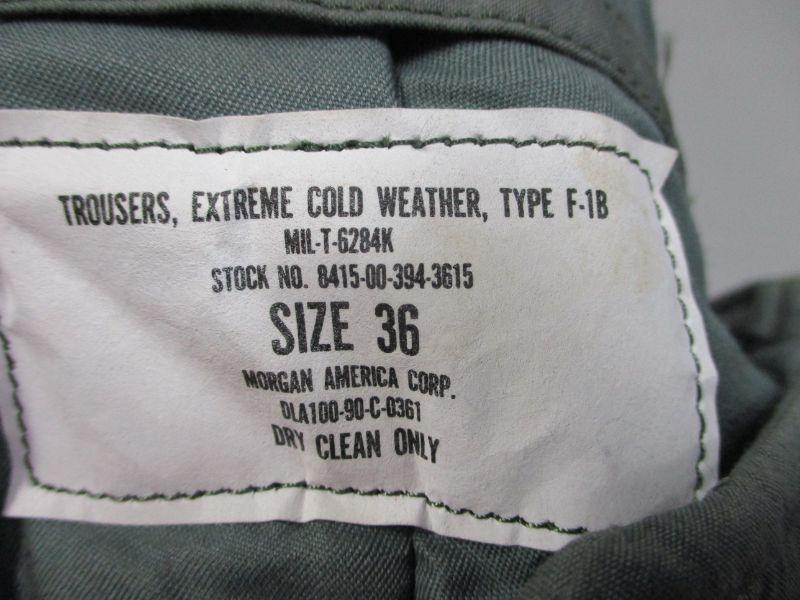 TROUSERS, EXTREME COLD WEATHER, TYPE F-1B
MIL-T-6284K
STOCK NO. 8415-00-394-3615
SIZE 36
MORGAN AMERICA CORP.
DLA100-90-C-0361
DRY CLEAN ONLY